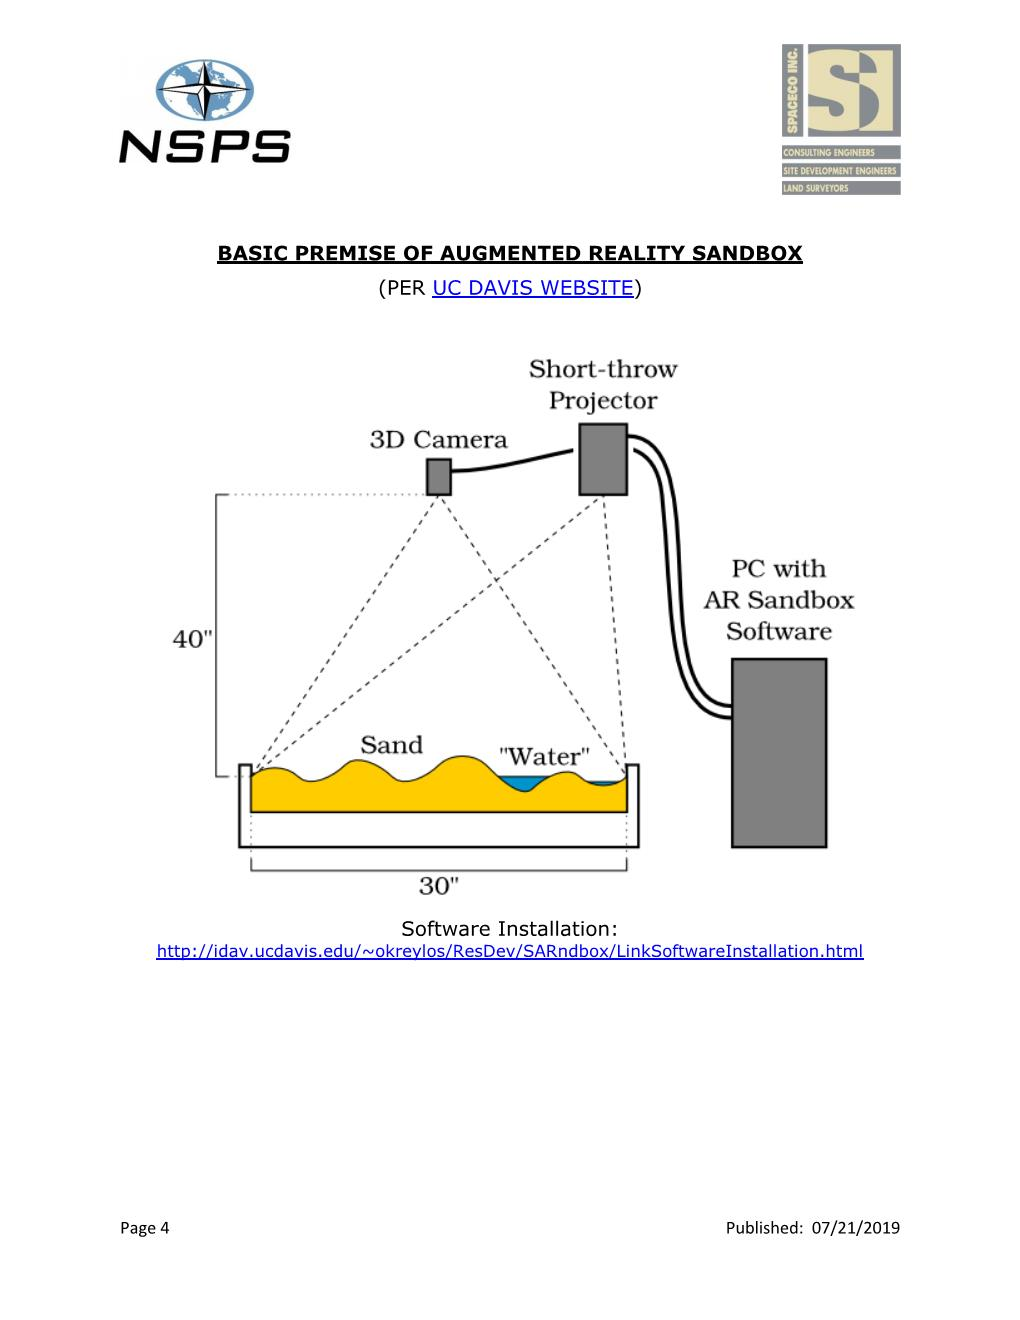 NSPS
SPACECO INC.
SI
CONSULTING ENGINEERS
SITE DEVELOPMENT ENGINEERS
LAND SURVEYORS
BASIC PREMISE OF AUGMENTED REALITY SANDBOX
(PER UC DAVIS WEBSITE)
Short-throw
Projector
3D Camera
PC with
AR Sandbox
Software
40"
Sand
"Water"
30"
Software Installation:
http://idav.ucdavis.edu/~okreylos/ResDev/SARndbox/LinkSoftwareInstallation.html
Page 4
Published:  07/21/2019